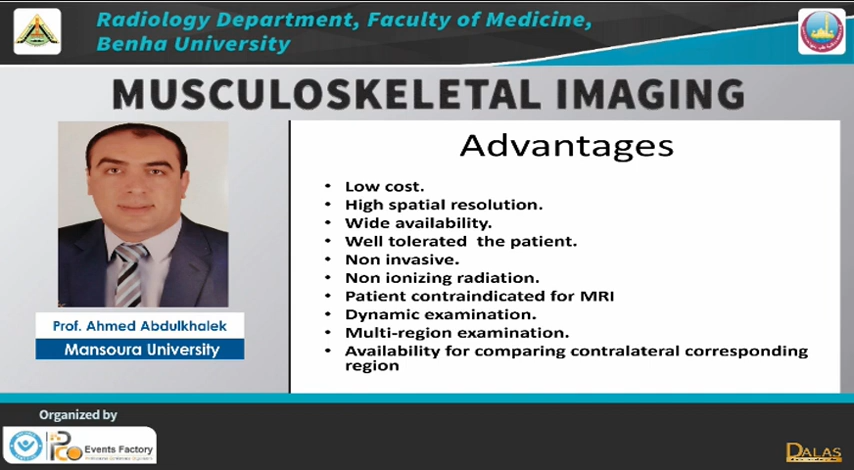 Radiology Department, Faculty of Medicine,
Benha University
MUSCULOSKELETAL IMAGING
Prof. Ahmed Abdulkhalek
Mansoura University
Advantages
• Low cost.
• High spatial resolution.
• Wide availability.
• Well tolerated the patient.
• Non invasive.
• Non ionizing radiation.
• Patient contraindicated for MRI
• Dynamic examination.
• Multi-region examination.
• Availability for comparing contralateral corresponding
region
Organized by
Pco Events Factory
DALAS